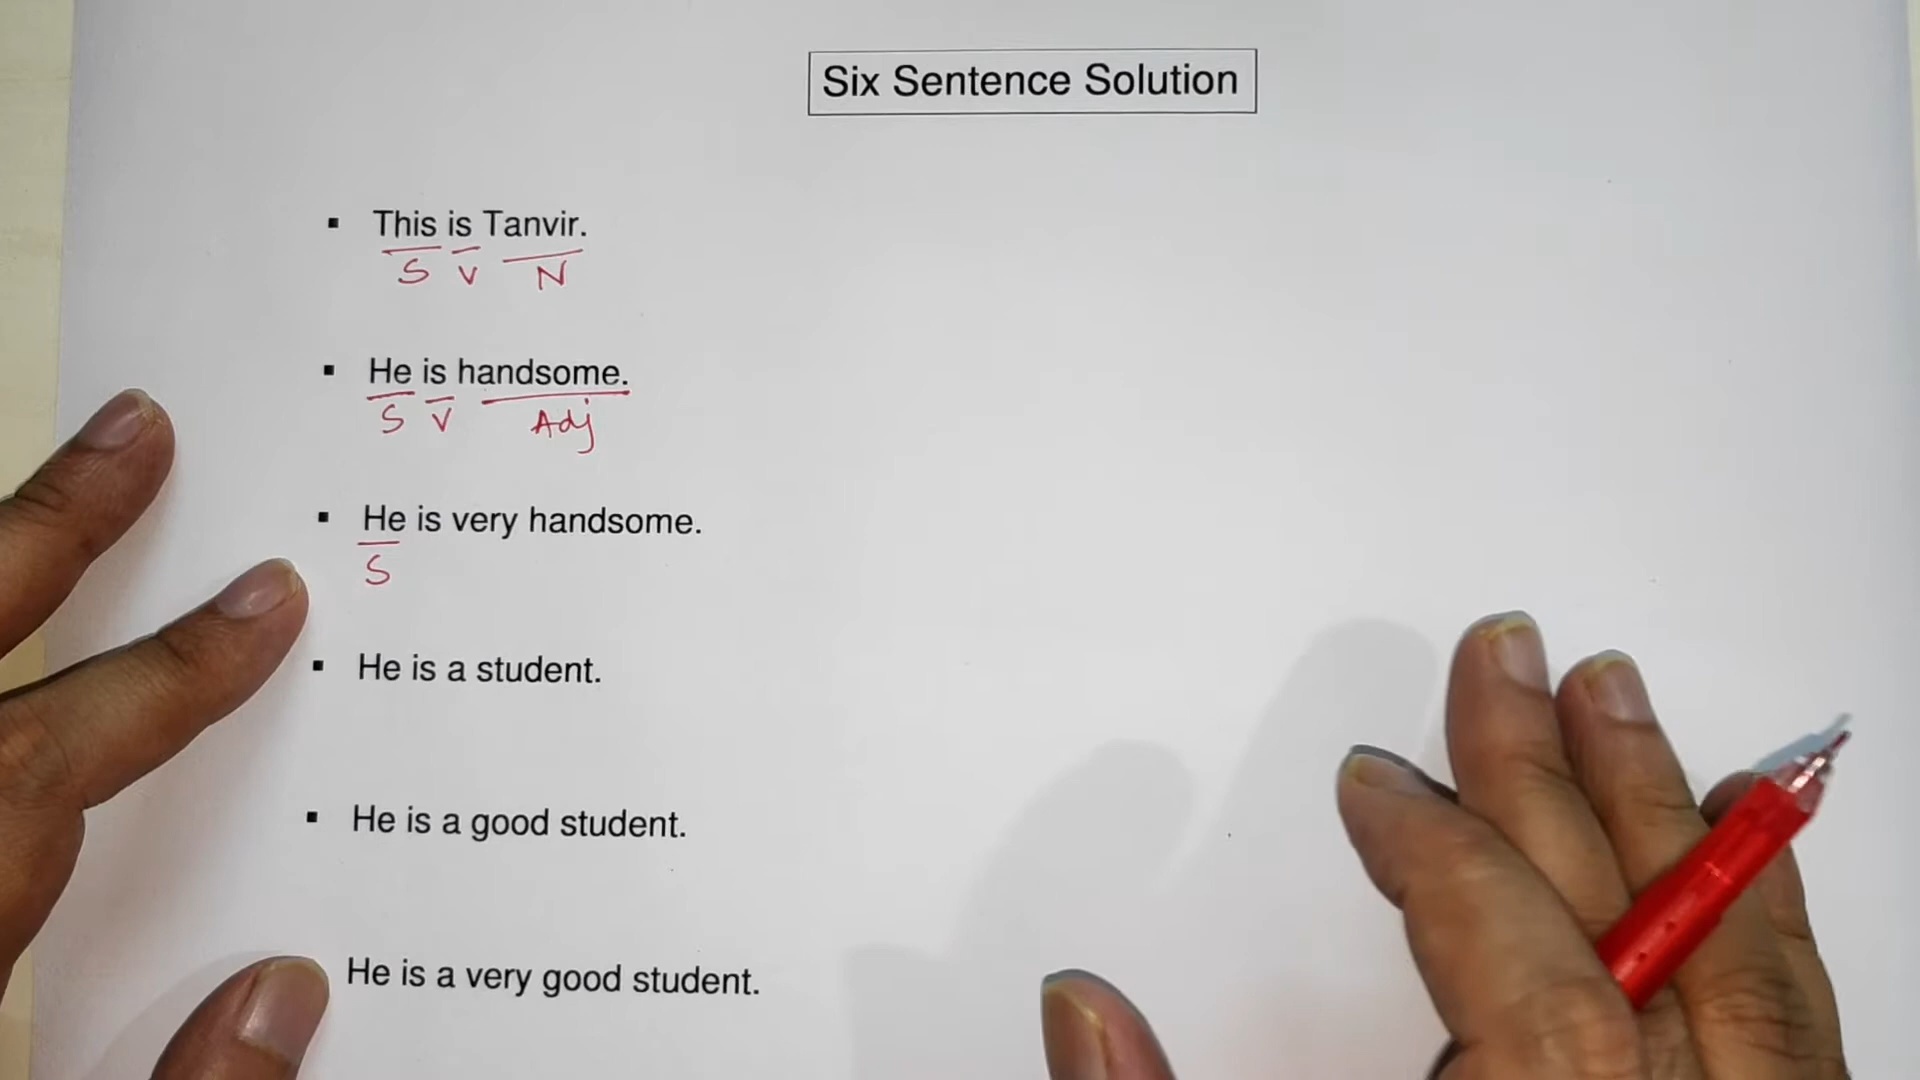 Six Sentence Solution
This is Tanvir.
S V N
He is handsome.
S V Adj
He is very handsome.
S
He is a student.
He is a good student.
He is a very good student.